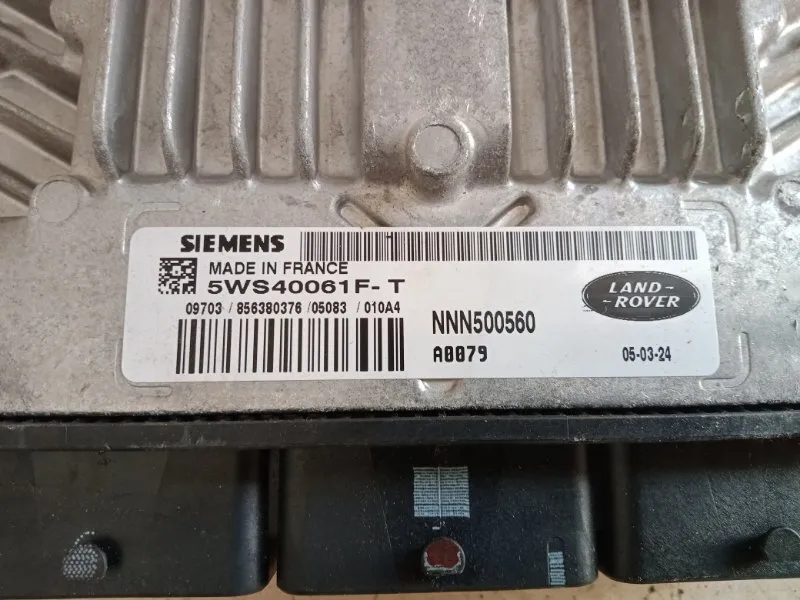 SIEMENS
MADE IN FRANCE
5WS40061F-T
09703 / 856380376 / 05083 / 010A4
LAND-
-ROVER
NNN500560
A0079
05-03-24